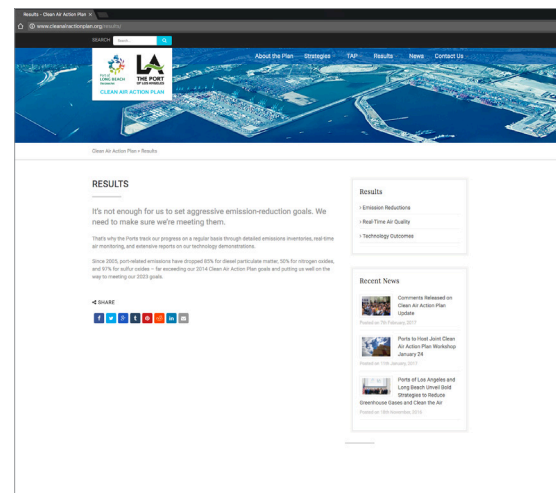 Results - Clean Air Action Plan ×
www.cleanairactionplan.org/results/
SEARCH Search...
Port of
LONG BEACH
THE PORT
OF LOS ANGELES
CLEAN AIR ACTION PLAN
About the Plan Strategies TAP Results News Contact Us
Clean Air Action Plan > Results
RESULTS
It's not enough for us to set aggressive emission-reduction goals. We
need to make sure we're meeting them.
That's why the Ports track our progress on a regular basis through detailed emissions inventories, real-time
air monitoring, and extensive reports on our technology demonstrations.
Since 2005, port-related emissions have dropped 85% for diesel particulate matter, 50% for nitrogen oxides,
and 97% for sulfur oxides – far exceeding our 2014 Clean Air Action Plan goals and putting us well on the
way to meeting our 2023 goals.
SHARE
Results
> Emission Reductions
> Real-Time Air Quality
> Technology Outcomes
Recent News
Comments Released on
Clean Air Action Plan
Update
Posted on 7th February, 2017
Ports to Host Joint Clean
Air Action Plan Workshop
January 24
Posted on 11th January, 2017
Ports of Los Angeles and
Long Beach Unveil Bold
Strategies to Reduce
Greenhouse Gases and Clean the Air
Posted on 18th November, 2016